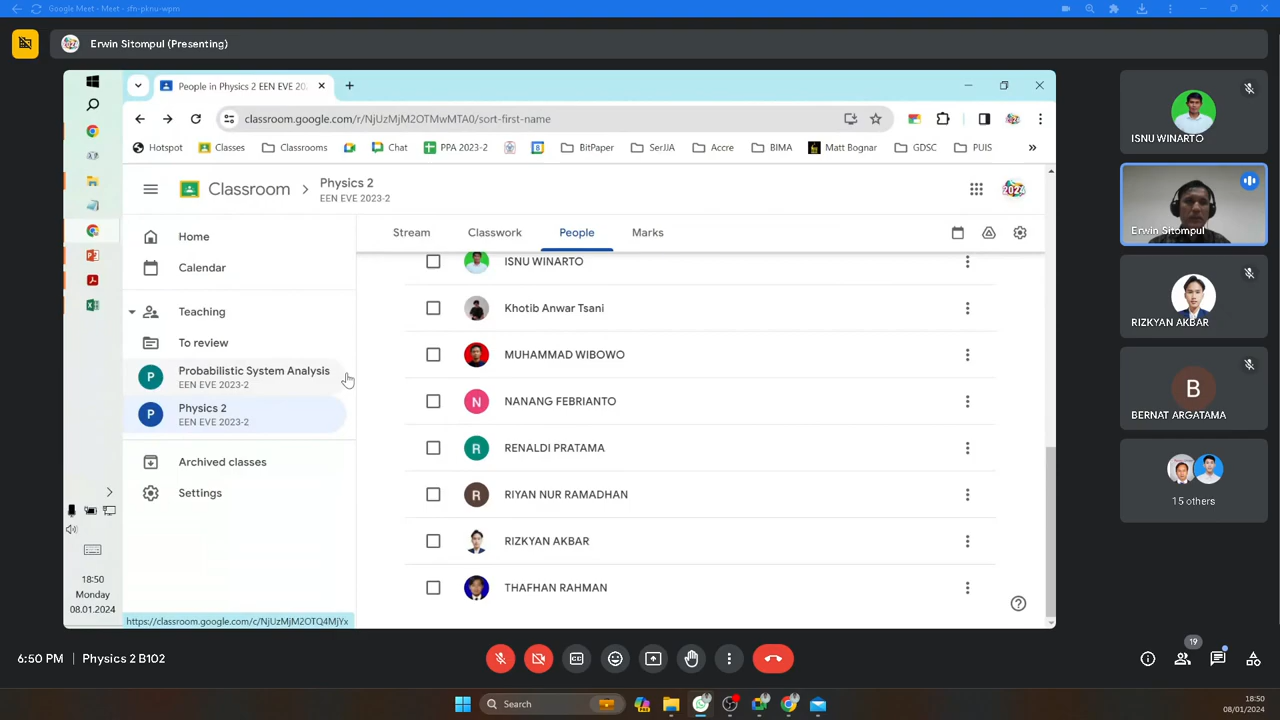 Google Meet - Meet - sfn-pknu-wpm
Erwin Sitompul (Presenting)
People in Physics 2 EEN EVE 20
classroom.google.com/r/NjUzMjM2OTMwMTA0/sort-first-name
Hotspot
Classes
Classrooms
Chat
PPA 2023-2
BitPaper
SerJJA
Accre
BIMA
Matt Bognar
GDSC
PUIS
Classroom
Physics 2
EEN EVE 2023-2
2024
Home
Calendar
Teaching
To review
P
Probabilistic System Analysis
EEN EVE 2023-2
P
Physics 2
EEN EVE 2023-2
Archived classes
Settings
Stream
Classwork
People
Marks
ISNU WINARTO
Khotib Anwar Tsani
MUHAMMAD WIBOWO
N
NANANG FEBRIANTO
R
RENALDI PRATAMA
R
RIYAN NUR RAMADHAN
RIZKYAN AKBAR
THAFHAN RAHMAN
18:50
Monday
08.01.2024
https://classroom.google.com/c/NjUzMjM2OTQ4MjYx
ISNU WINARTO
Erwin Sitompul
RIZKYAN AKBAR
B
BERNAT ARGATAMA
15 others
6:50 PM | Physics 2 B102
19
Search
18:50
08/01/2024